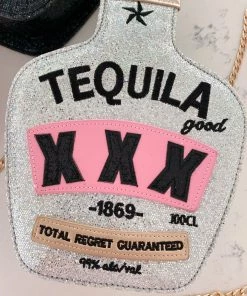 TEQUILA
good
XXX
-1869-
100CL
TOTAL REGRET GUARANTEED
99% alc/vol